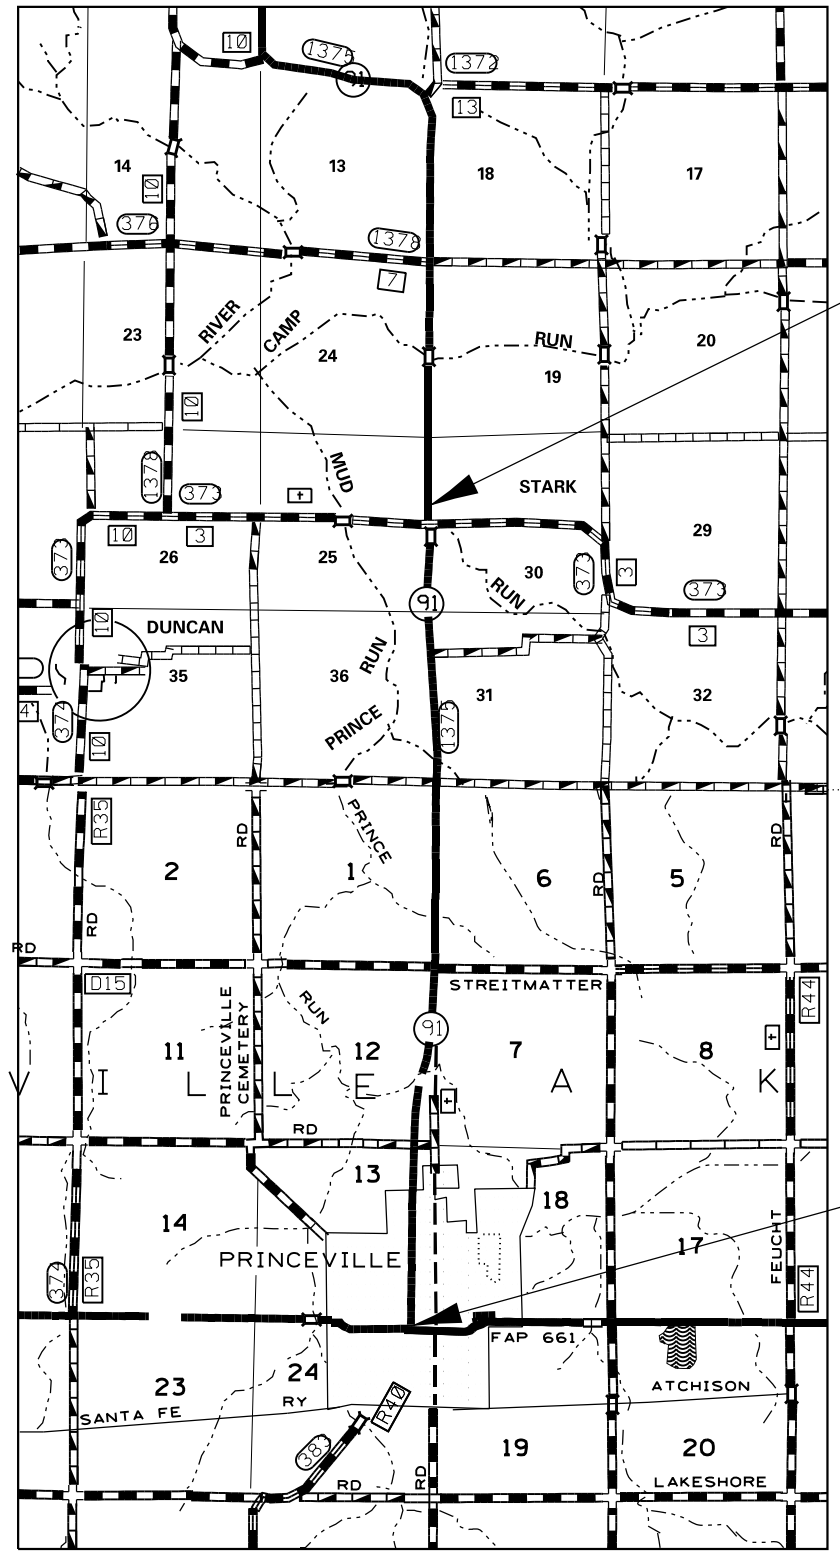 10
1375
91
1372
13
14
13
18
17
10
376
1378
7
23
RIVER
CAMP
24
RUN
20
19
10
1378
MUD
STARK
373
10
3
29
373
26
25
30
373
3
373
RUN
91
10
DUNCAN
3
35
36
RUN
31
32
374
PRINCE
1375
10
R35
RD
PRINCE
RD
2
1
6
RD
5
RD
RD
D15
STREITMATTER
R44
PRINCEVILLE
CEMETERY
RUN
91
11
12
7
8
I L L E A K
RD
13
18
14
PRINCEVILLE
17
FEUCHT
374
R35
R44
FAP 661
23
24
ATCHISON
SANTA FE
RY
R40
383
19
20
RD
RD
LAKESHORE